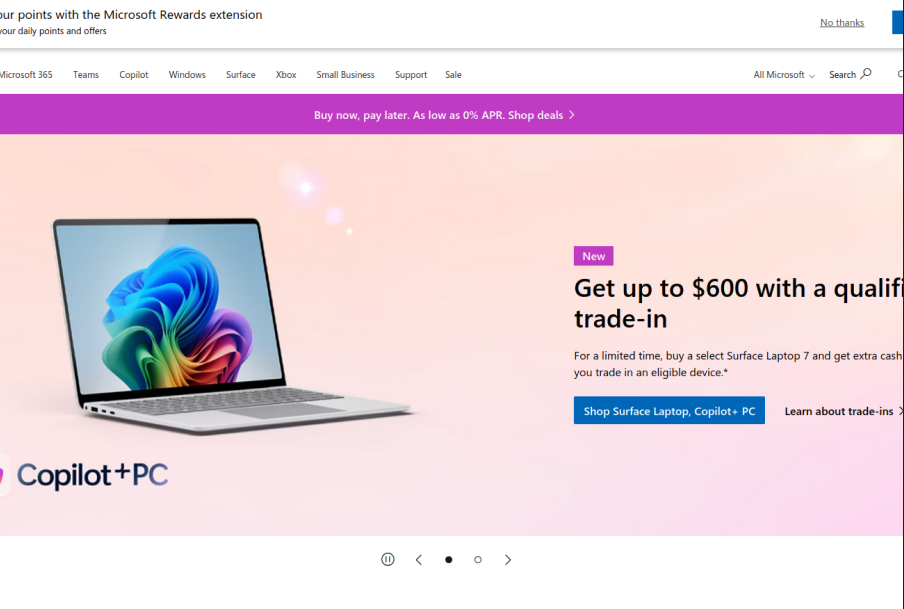 our points with the Microsoft Rewards extension
your daily points and offers
No thanks
Microsoft 365 Teams Copilot Windows Surface Xbox Small Business Support Sale All Microsoft Search
Buy now, pay later. As low as 0% APR. Shop deals
New
Get up to $600 with a qualifi
trade-in
For a limited time, buy a select Surface Laptop 7 and get extra cash
you trade in an eligible device.*
Shop Surface Laptop, Copilot+ PC Learn about trade-ins
Copilot+PC